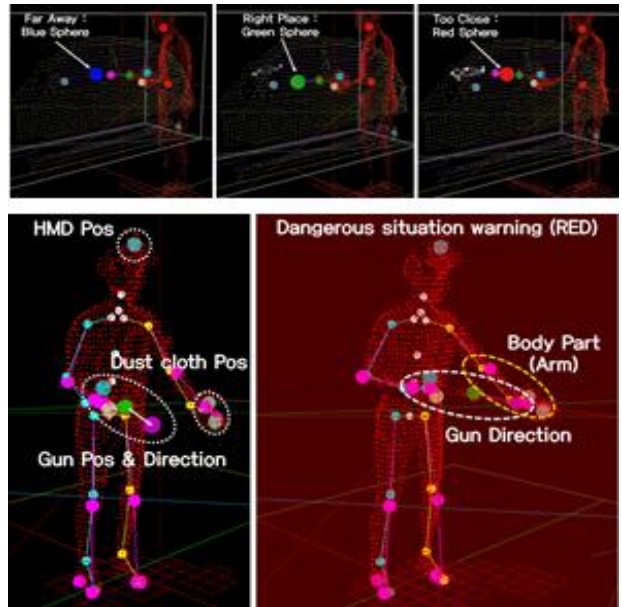 Far Away :
Blue Sphere
Right Place :
Green Sphere
Too Close :
Red Sphere
HMD Pos
Dust cloth Pos
Gun Pos & Direction
Dangerous situation warning (RED)
Body Part
(Arm)
Gun Direction